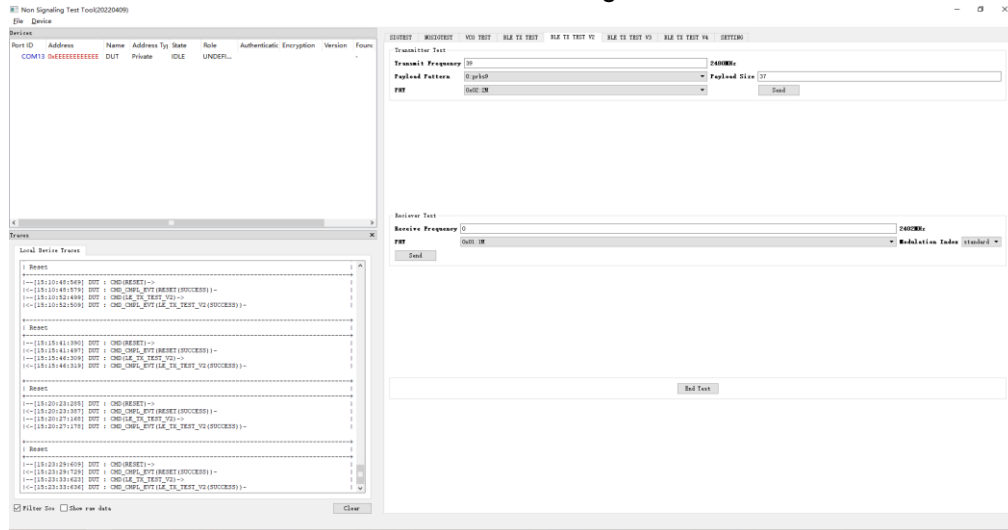 Non Signaling Test Tool(20220409)
File Device
Devices
Port ID Address Name Address Typ State Role Authenticatic Encryption Version Founc
COM13 0xEEEEEEEEEEEE DUT Private IDLE UNDEFI... -
Traces
Local Device Traces
| Reset
|--[15:10:48:569] DUT : CMD(RESET)->
|<-[15:10:48:579] DUT : CMD_CMPL_EVT(RESET(SUCCESS))-
|--[15:10:52:499] DUT : CMD(LE_TX_TEST_V2)->
|<-[15:10:52:509] DUT : CMD_CMPL_EVT(LE_TX_TEST_V2(SUCCESS))-
| Reset
|--[15:15:41:390] DUT : CMD(RESET)->
|<-[15:15:41:497] DUT : CMD_CMPL_EVT(RESET(SUCCESS))-
|--[15:15:46:309] DUT : CMD(LE_TX_TEST_V2)->
|<-[15:15:46:319] DUT : CMD_CMPL_EVT(LE_TX_TEST_V2(SUCCESS))-
| Reset
|--[15:20:23:285] DUT : CMD(RESET)->
|<-[15:20:23:387] DUT : CMD_CMPL_EVT(RESET(SUCCESS))-
|--[15:20:27:168] DUT : CMD(LE_TX_TEST_V2)->
|<-[15:20:27:178] DUT : CMD_CMPL_EVT(LE_TX_TEST_V2(SUCCESS))-
| Reset
|--[15:23:29:609] DUT : CMD(RESET)->
|<-[15:23:29:729] DUT : CMD_CMPL_EVT(RESET(SUCCESS))-
|--[15:23:33:623] DUT : CMD(LE_TX_TEST_V2)->
|<-[15:23:33:636] DUT : CMD_CMPL_EVT(LE_TX_TEST_V2(SUCCESS))-
Filter Sco Show raw data Clear
SIGTEST NOSIGTEST VCO TEST BLE TX TEST BLE TX TEST V2 BLE TX TEST V3 BLE TX TEST V4 SETTING
Transmitter Test
Transmit Frequency 39 2480MHz
Payload Pattern 0:prbs9 Payload Size 37
PHY 0x02:2M Send
Reciever Test
Receive Frequency 0 2402MHz
PHY 0x01:1M Modulation Index standard
Send
End Test